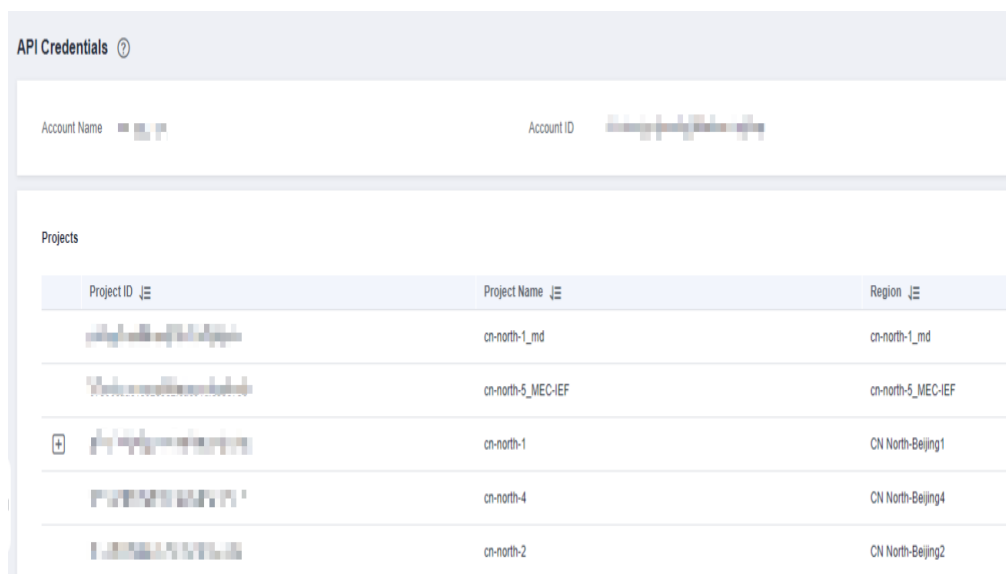 API Credentials ?
Account Name Account ID
Projects
Project ID Project Name Region
cn-north-1_md cn-north-1_md
cn-north-5_MEC-IEF cn-north-5_MEC-IEF
cn-north-1 CN North-Beijing1
cn-north-4 CN North-Beijing4
cn-north-2 CN North-Beijing2